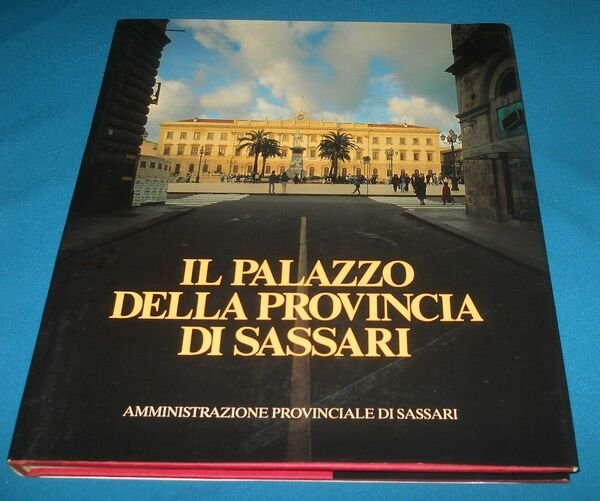 IL PALAZZO
DELLA PROVINCIA
DI SASSARI
AMMINISTRAZIONE PROVINCIALE DI SASSARI